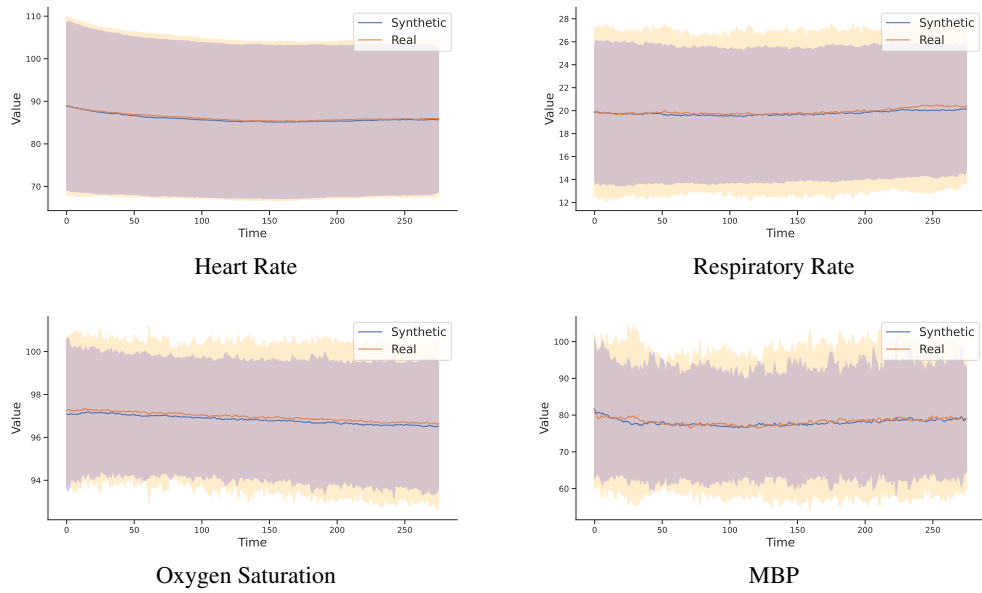 Synthetic
Real
Value
110
100
90
80
70
0 50 100 150 200 250
Time
Heart Rate
Synthetic
Real
Value
28
26
24
22
20
18
16
14
12
0 50 100 150 200 250
Time
Respiratory Rate
Synthetic
Real
Value
100
98
96
94
0 50 100 150 200 250
Time
Oxygen Saturation
Synthetic
Real
Value
100
90
80
70
60
0 50 100 150 200 250
Time
MBP